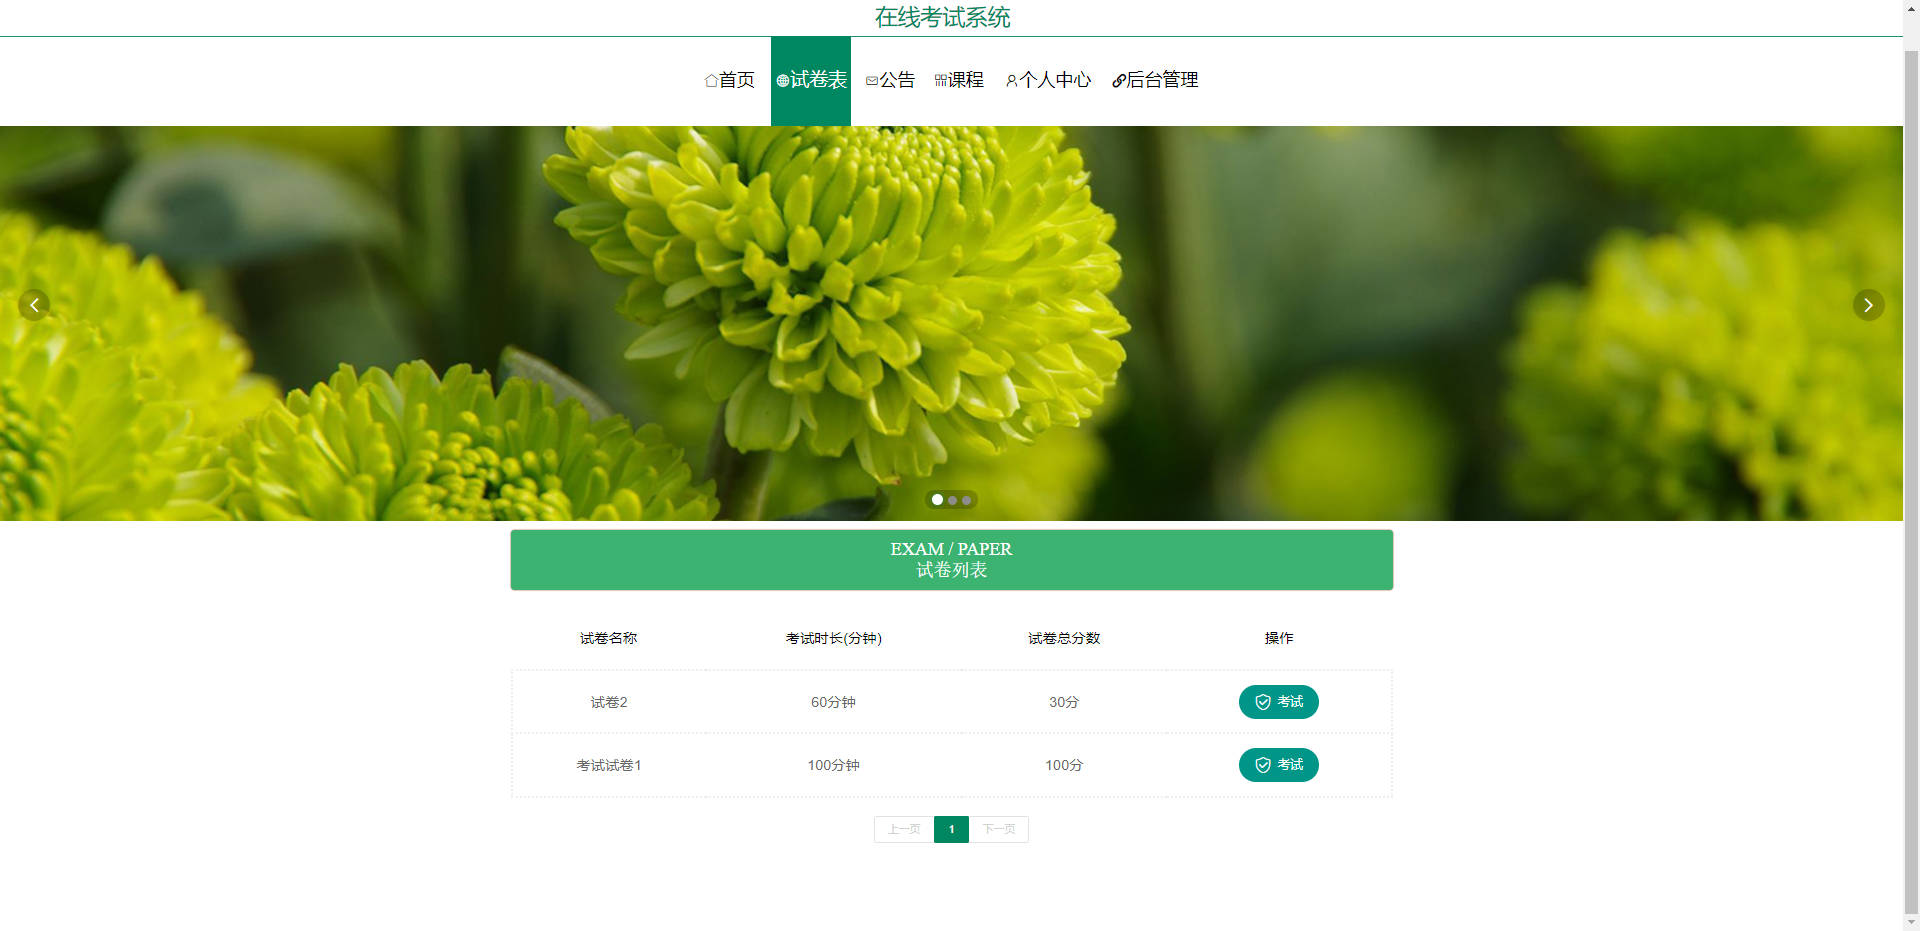 在线考试系统
首页 试卷表 公告 课程 个人中心 后台管理
EXAM / PAPER
试卷列表
试卷名称 考试时长(分钟) 试卷总分数 操作
试卷2 60分钟 30分 考试
考试试卷1 100分钟 100分 考试
上一页 1 下一页